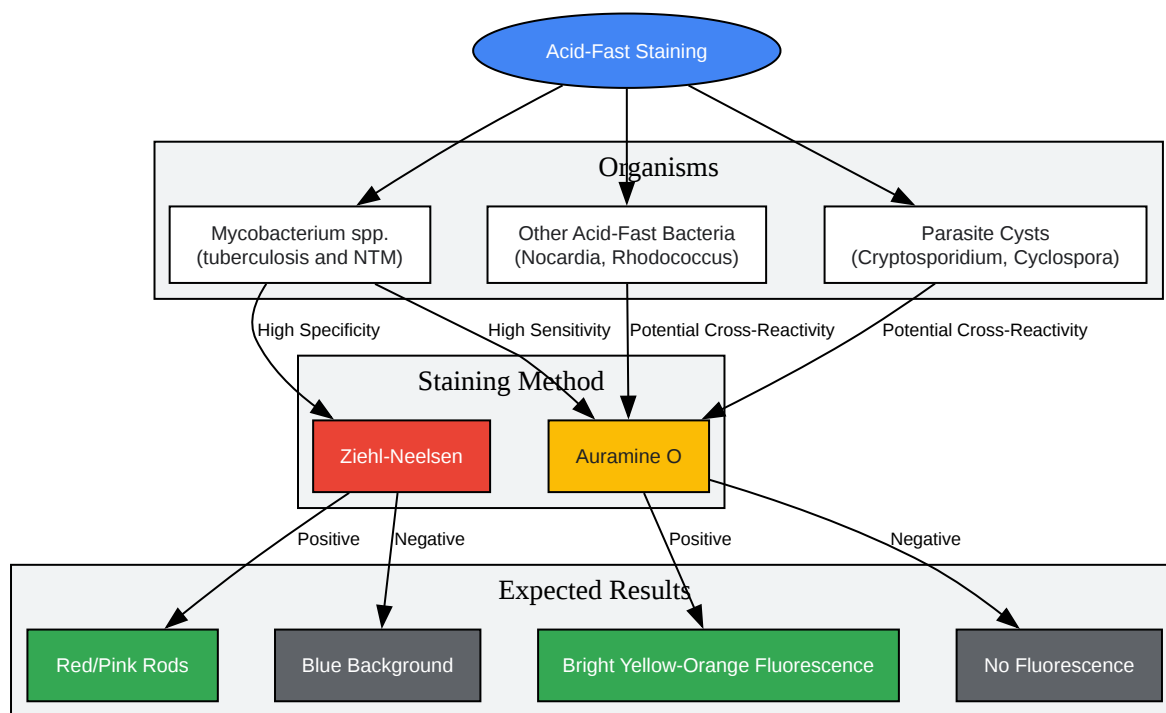 Acid-Fast Staining
Organisms
Mycobacterium spp.
(tuberculosis and NTM)
Other Acid-Fast Bacteria
(Nocardia, Rhodococcus)
Parasite Cysts
(Cryptosporidium, Cyclospora)
High Specificity
High Sensitivity
Potential Cross-Reactivity
Potential Cross-Reactivity
Staining Method
Ziehl-Neelsen
Auramine O
Positive
Negative
Positive
Negative
Expected Results
Red/Pink Rods
Blue Background
Bright Yellow-Orange Fluorescence
No Fluorescence